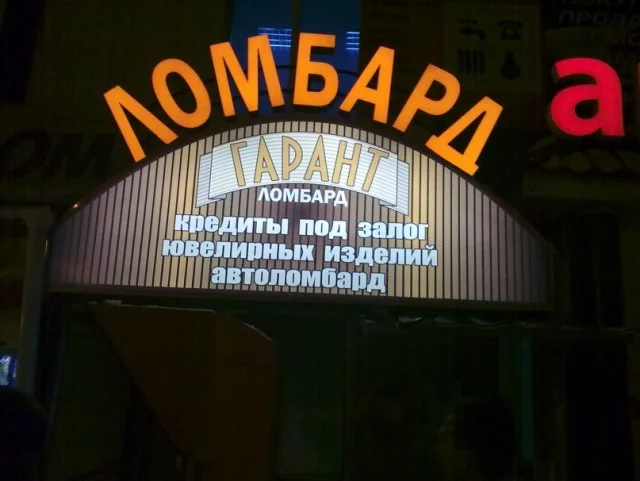 ЛОМБАРД
ГАРАНТ
ЛОМБАРД
кредиты под залог
ювелирных изделий
автоломбард